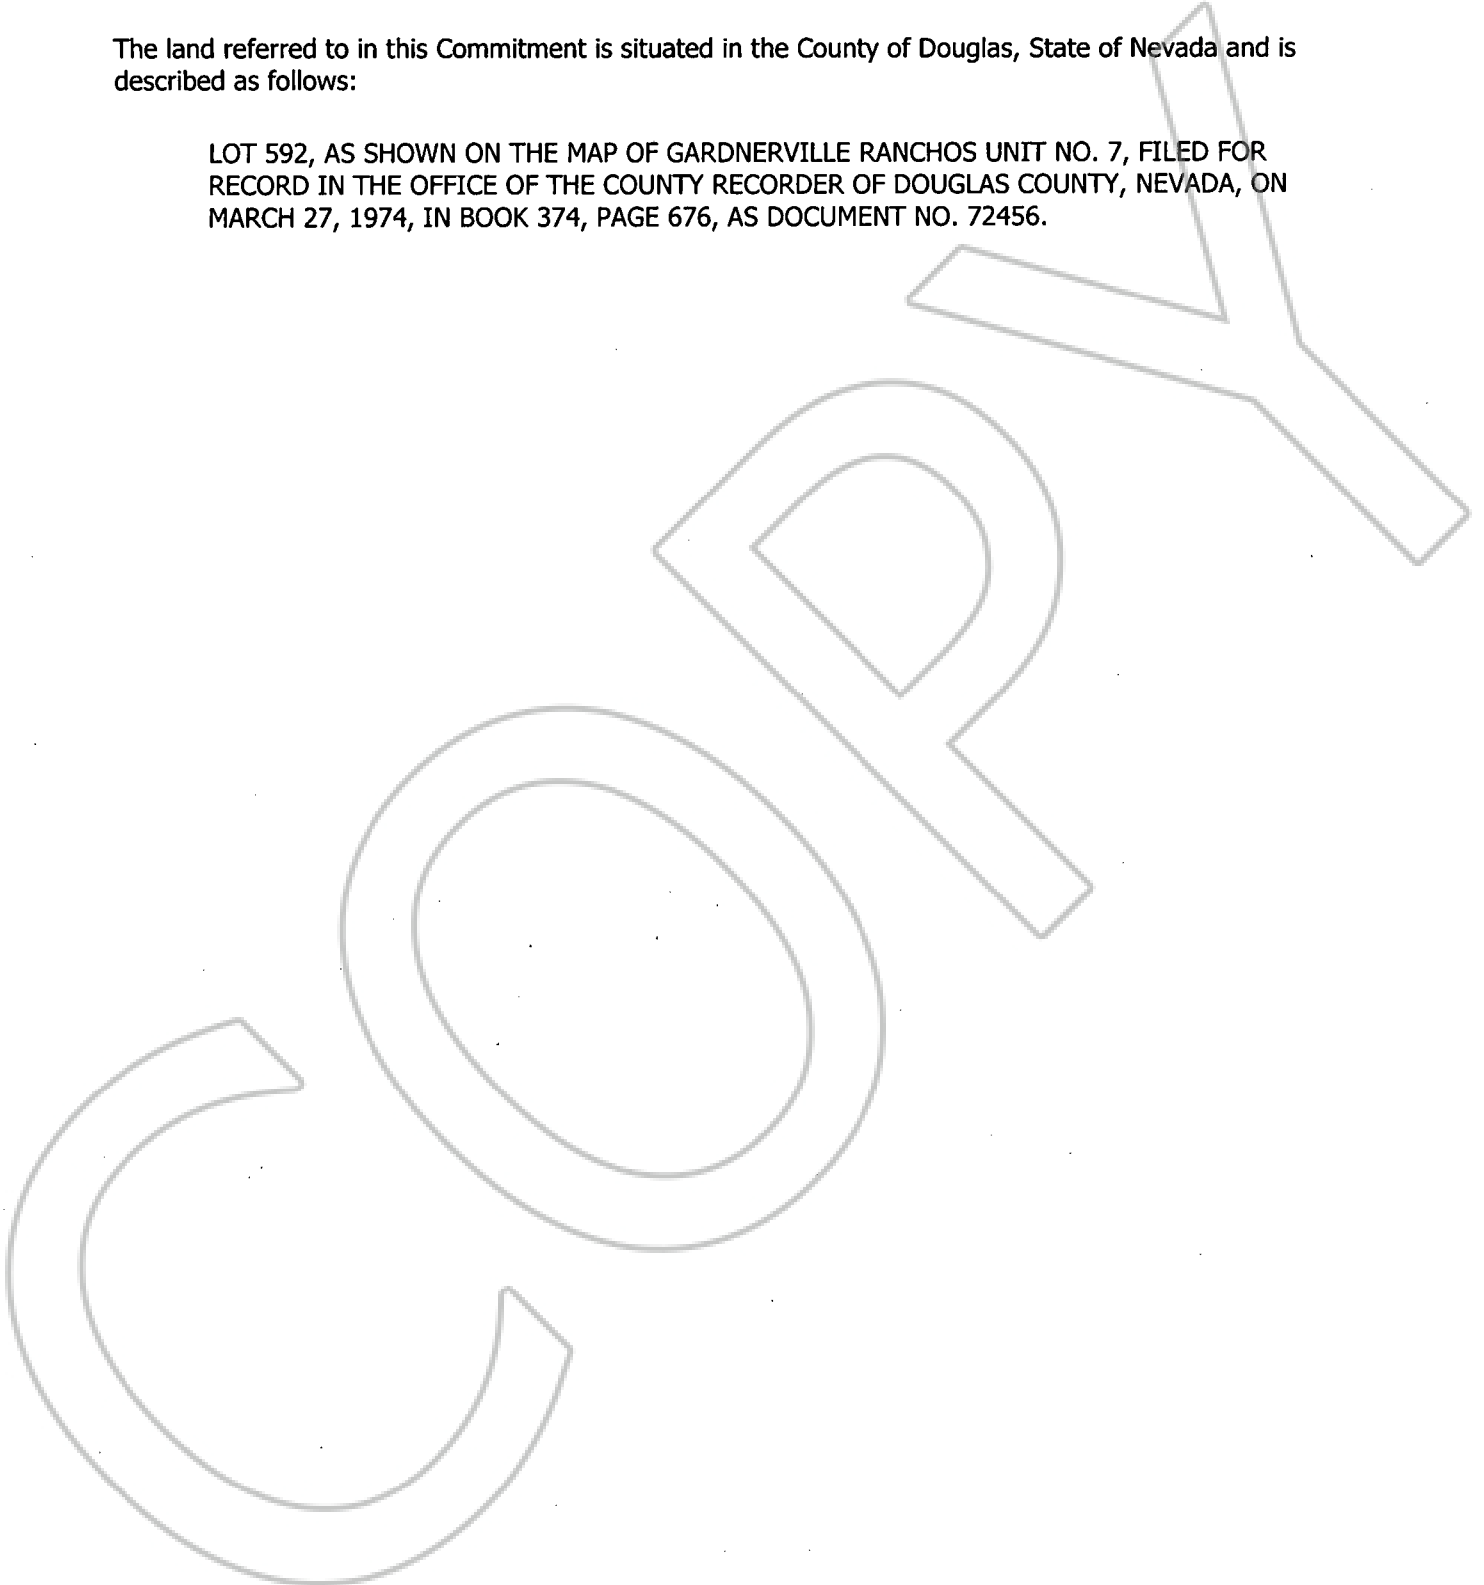 The land referred to in this Commitment is situated in the County of Douglas, State of Nevada and is
described as follows:
LOT 592, AS SHOWN ON THE MAP OF GARDNERVILLE RANCHOS UNIT NO. 7, FILED FOR
RECORD IN THE OFFICE OF THE COUNTY RECORDER OF DOUGLAS COUNTY, NEVADA, ON
MARCH 27, 1974, IN BOOK 374, PAGE 676, AS DOCUMENT NO. 72456.
COPY